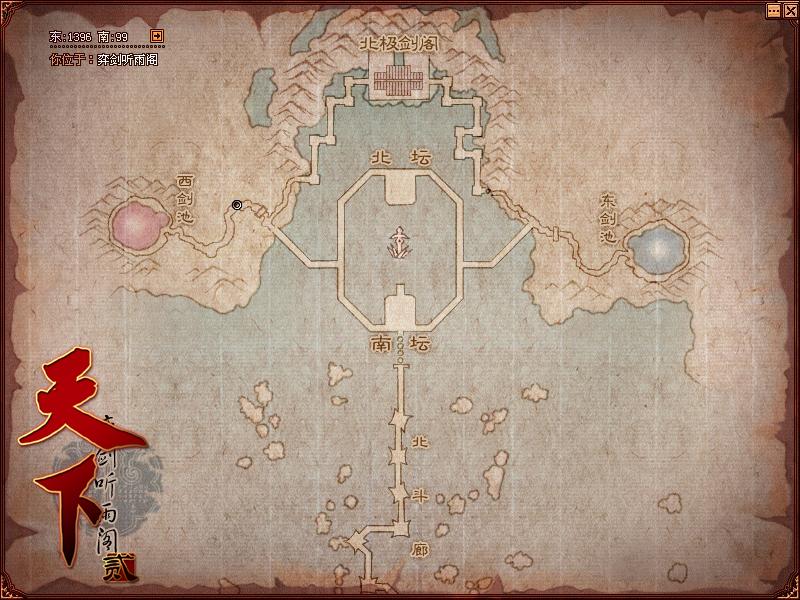 东:1396 南:99
你位于：弈剑听雨阁
北极剑阁
北 坛
西剑池
东剑池
南 坛
北斗廊
天下贰
剑听雨阁